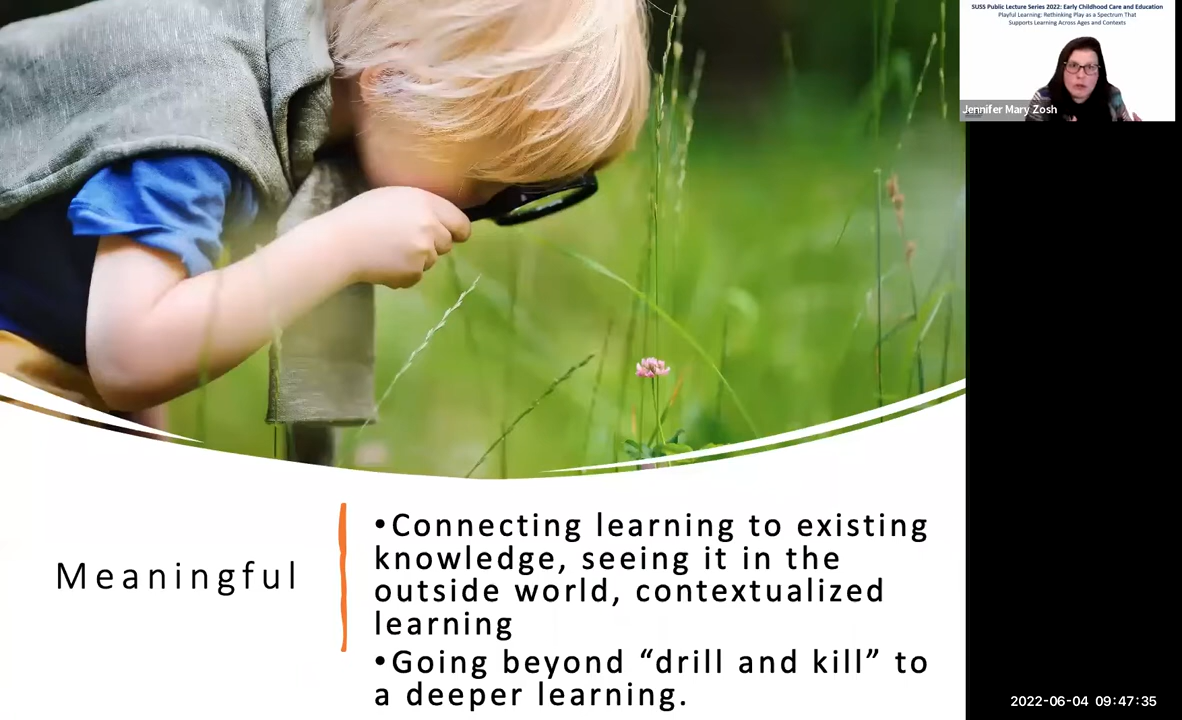 SUSS Public Lecture Series 2022: Early Childhood Care and Education
Playful Learning: Rethinking Play as a Spectrum That
Supports Learning Across Ages and Contexts
Jennifer Mary Zosh
Meaningful
•Connecting learning to existing
knowledge, seeing it in the
outside world, contextualized
learning
•Going beyond “drill and kill” to
a deeper learning.
2022-06-04 09:47:35